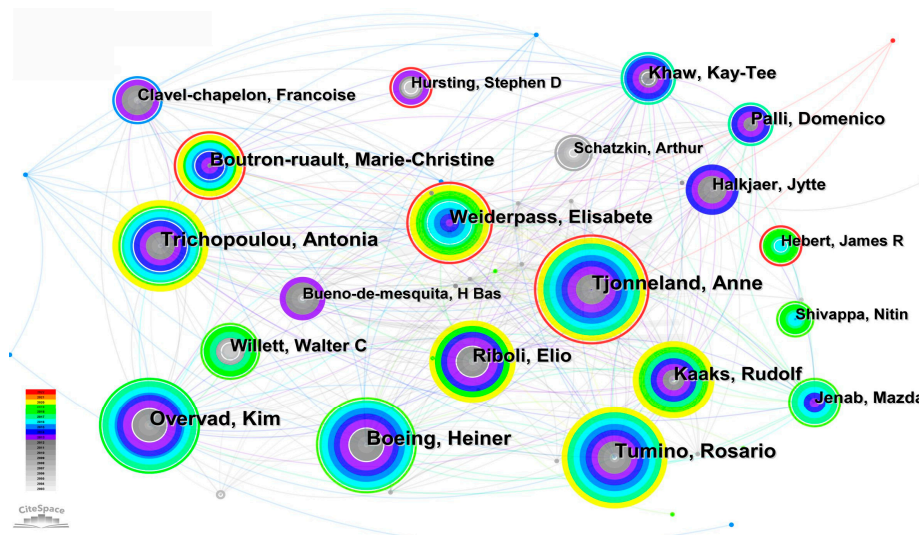 Khaw, Kay-Tee
Hursting, Stephen D
Clavel-chapelon, Francoise
Palli, Domenico
Schatzkin, Arthur
Boutron-ruault, Marie-Christine
Halkjaer, Jytte
Weiderpass, Elisabete
Trichopoulou, Antonia
Hebert, James R
Tjonneland, Anne
Bueno-de-mesquita, H Bas
Shivappa, Nitin
Willett, Walter C
Riboli, Elio
Kaaks, Rudolf
Jenab, Mazda
Overvad, Kim
Boeing, Heiner
Tumino, Rosario
CiteSpace